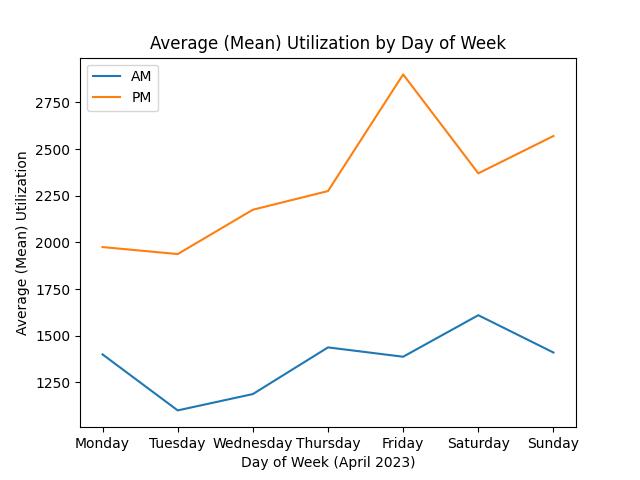 Average (Mean) Utilization by Day of Week
AM
PM
Average (Mean) Utilization
2750
2500
2250
2000
1750
1500
1250
Monday Tuesday Wednesday Thursday Friday Saturday Sunday
Day of Week (April 2023)